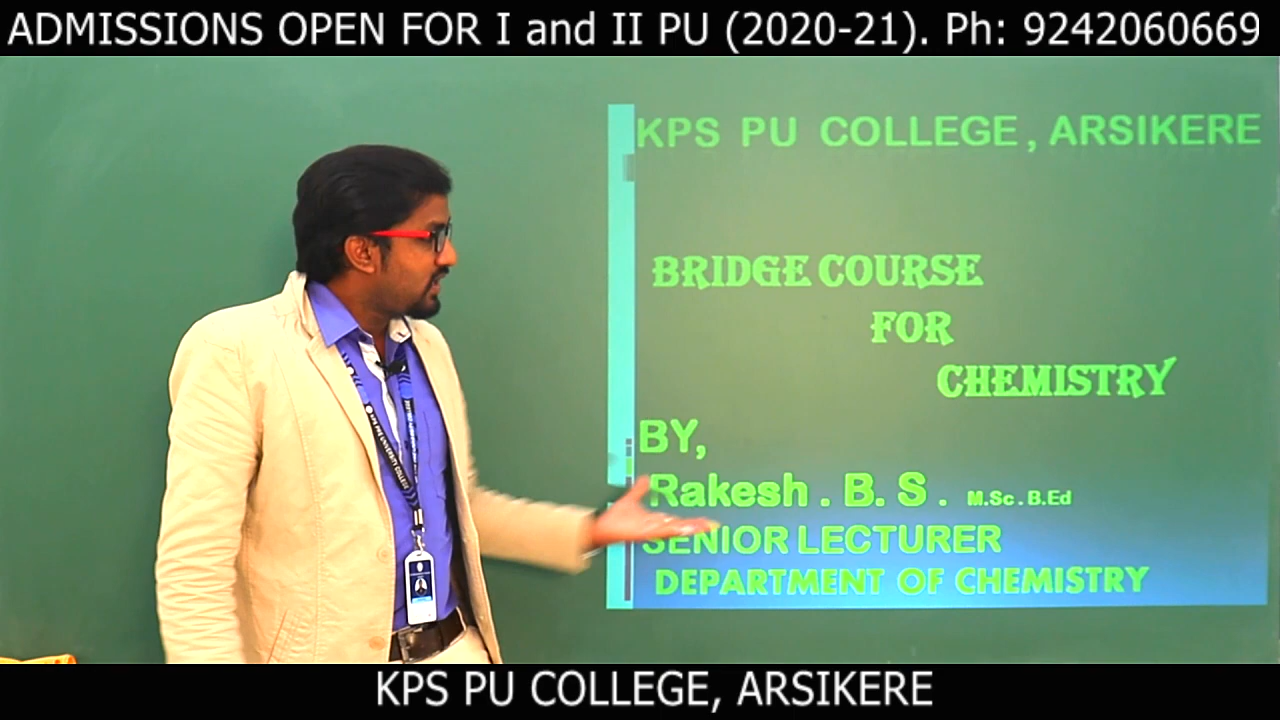 ADMISSIONS OPEN FOR I and II PU (2020-21). Ph: 9242060669
KPS PU COLLEGE, ARSIKERE
BRIDGE COURSE
FOR
CHEMISTRY
BY,
Rakesh . B. S . M.Sc . B.Ed
SENIOR LECTURER
DEPARTMENT OF CHEMISTRY
KPS PU COLLEGE, ARSIKERE